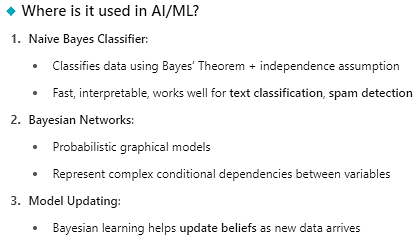 ◆ Where is it used in AI/ML?
1. Naive Bayes Classifier:
• Classifies data using Bayes' Theorem + independence assumption
• Fast, interpretable, works well for text classification, spam detection
2. Bayesian Networks:
• Probabilistic graphical models
• Represent complex conditional dependencies between variables
3. Model Updating:
• Bayesian learning helps update beliefs as new data arrives